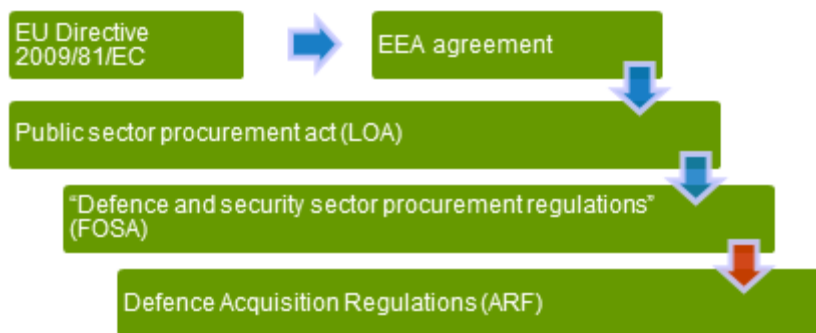 EU Directive
2009/81/EC
EEA agreement
Public sector procurement act (LOA)
“Defence and security sector procurement regulations”
(FOSA)
Defence Acquisition Regulations (ARF)